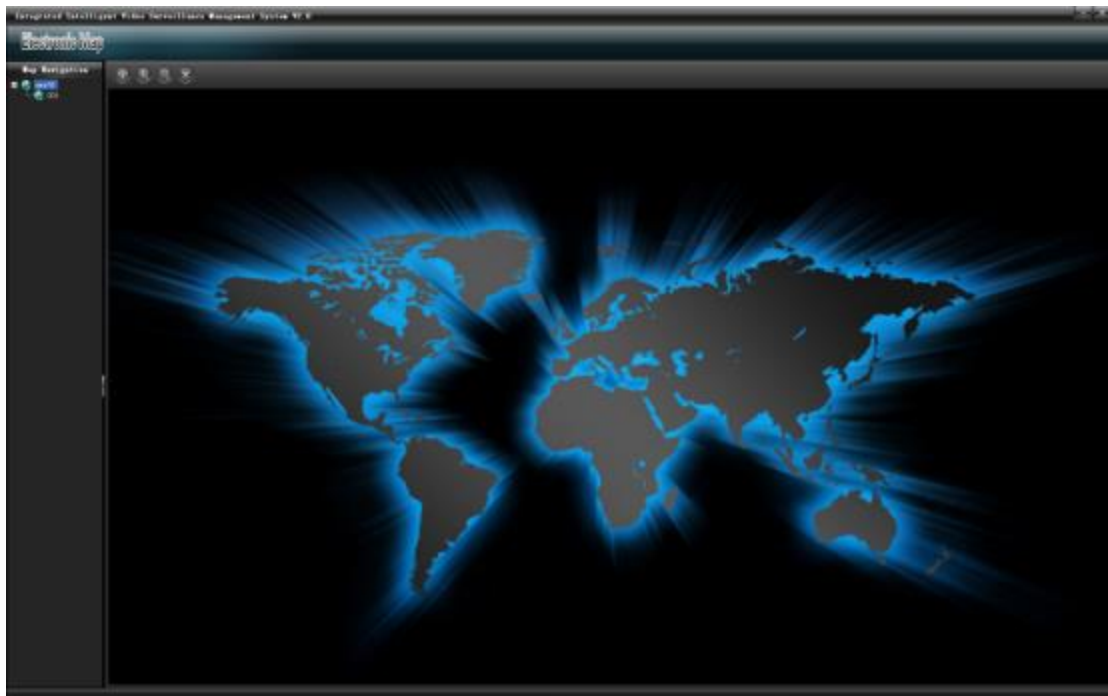 Integrated Intelligent Video Surveillance Management System V2.0
Electronic Map
Map Navigation